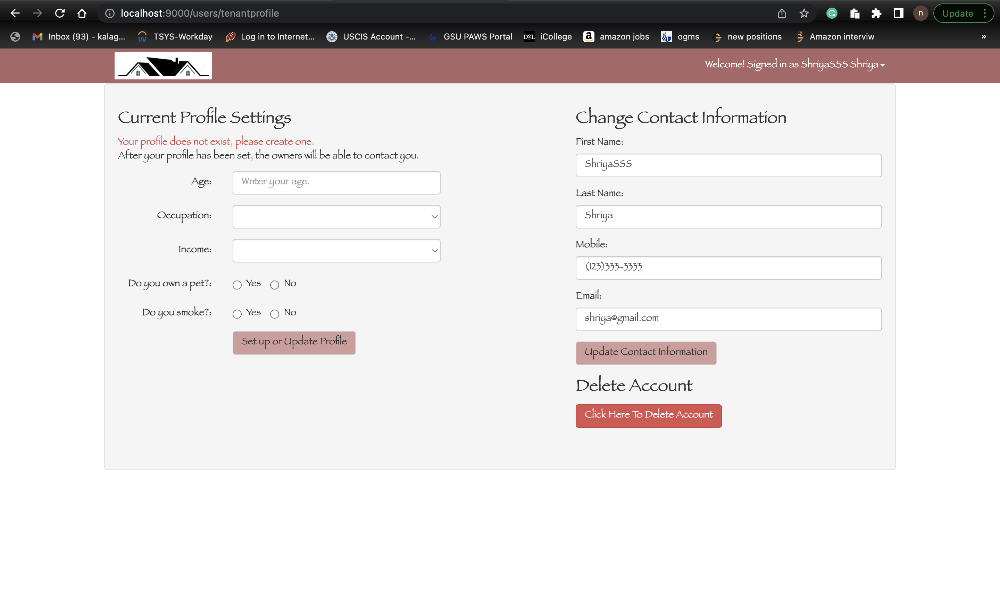 localhost:9000/users/tenantprofile
n
Update
Inbox (93) - kalag...
TSYS-Workday
Log in to Internet...
USCIS Account -...
GSU PAWS Portal
D2L
iCollege
amazon jobs
ogms
new positions
Amazon interviw
»
Welcome! Signed in as ShriyaSSS Shriya
Current Profile Settings
Your profile does not exist, please create one.
After your profile has been set, the owners will be able to contact you.
Age:
Wnter your age.
Occupation:
Income:
Do you own a pet?:
Yes No
Do you smoke?:
Yes No
Set up or Update Profile
Change Contact Information
First Name:
ShriyaSSS
Last Name:
Shriya
Mobile:
(123)333-3333
Email:
shriya@gmail.com
Update Contact Information
Delete Account
Click Here To Delete Account